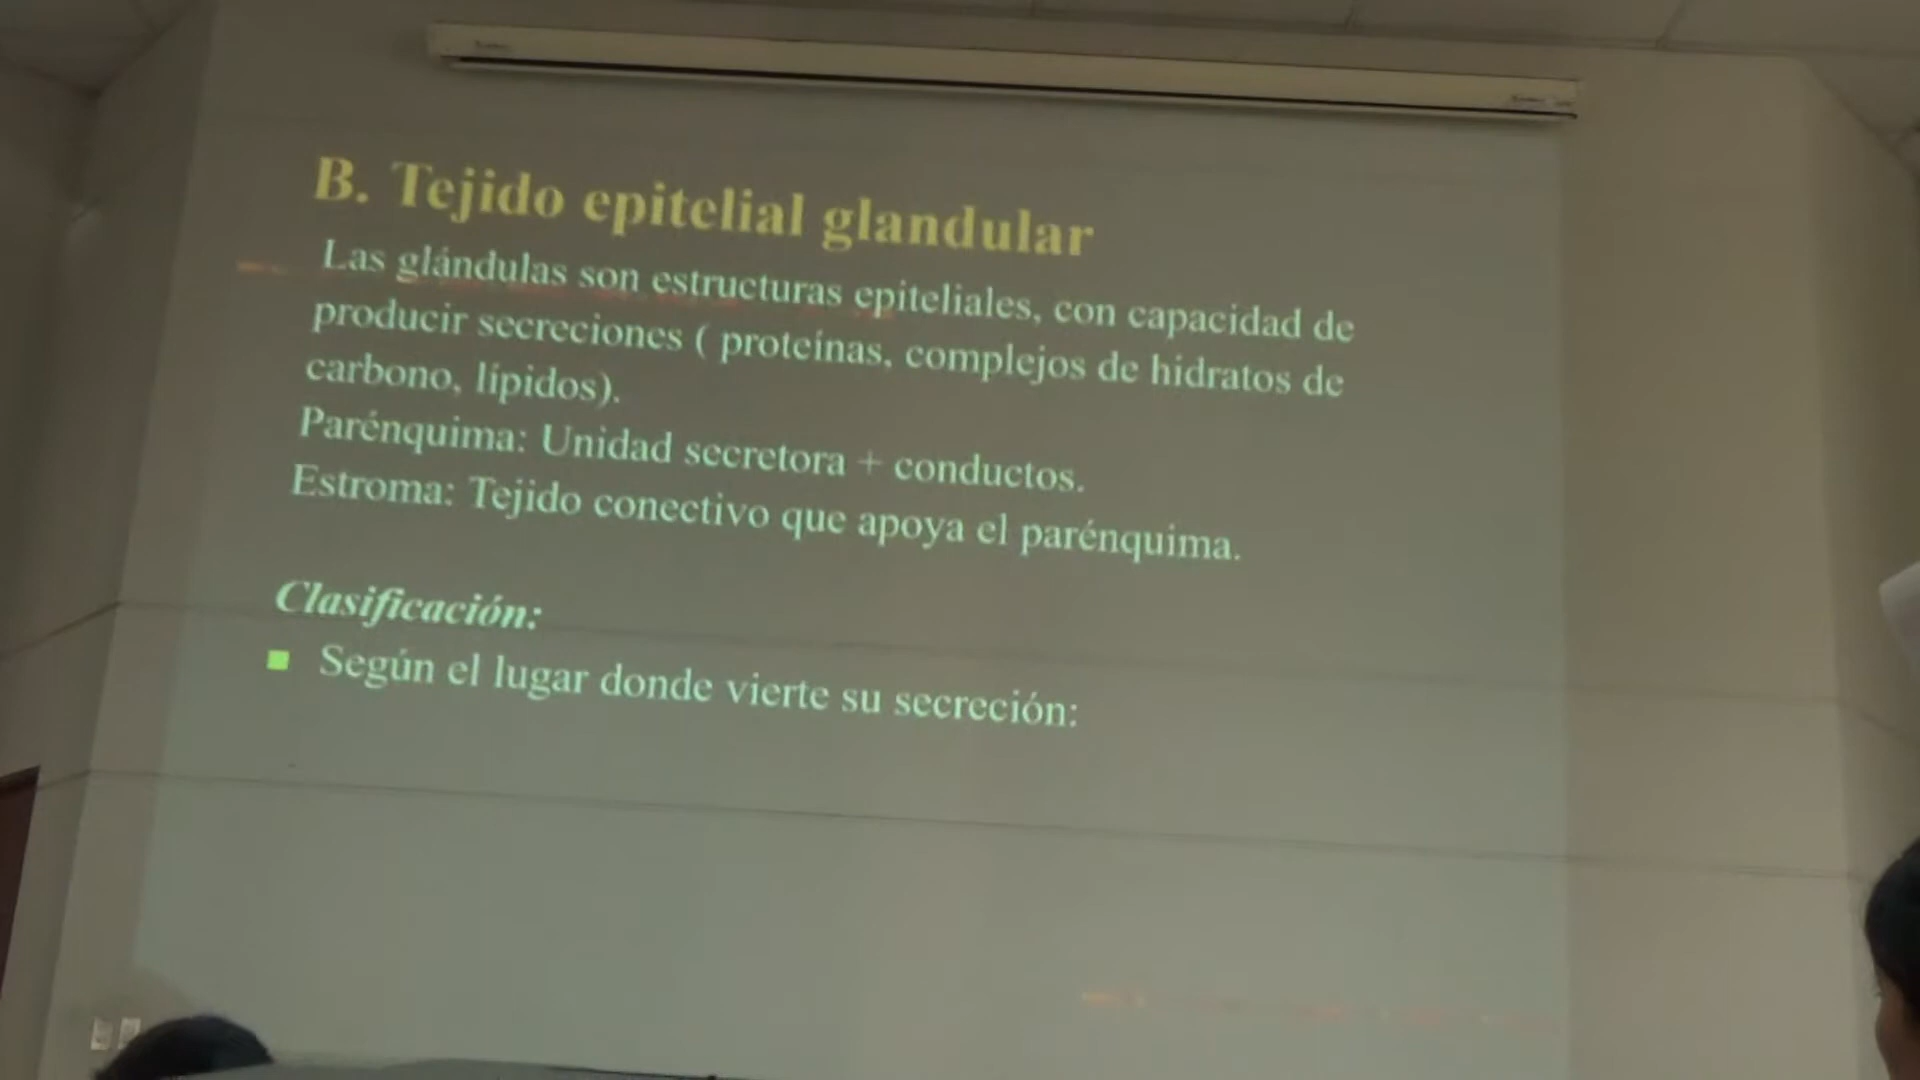 B. Tejido epitelial glandular
Las glándulas son estructuras epiteliales, con capacidad de
producir secreciones ( proteínas, complejos de hidratos de
carbono, lípidos).
Parénquima: Unidad secretora + conductos.
Estroma: Tejido conectivo que apoya el parénquima.
Clasificación:
Según el lugar donde vierte su secreción: